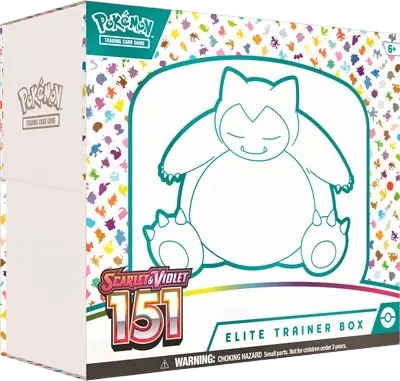 Pokémon
TRADING CARD GAME
6+
Pokémon
TRADING CARD GAME
SCARLET & VIOLET
151
ELITE TRAINER BOX
WARNING: CHOKING HAZARD Small parts. Not for children under 3 years.